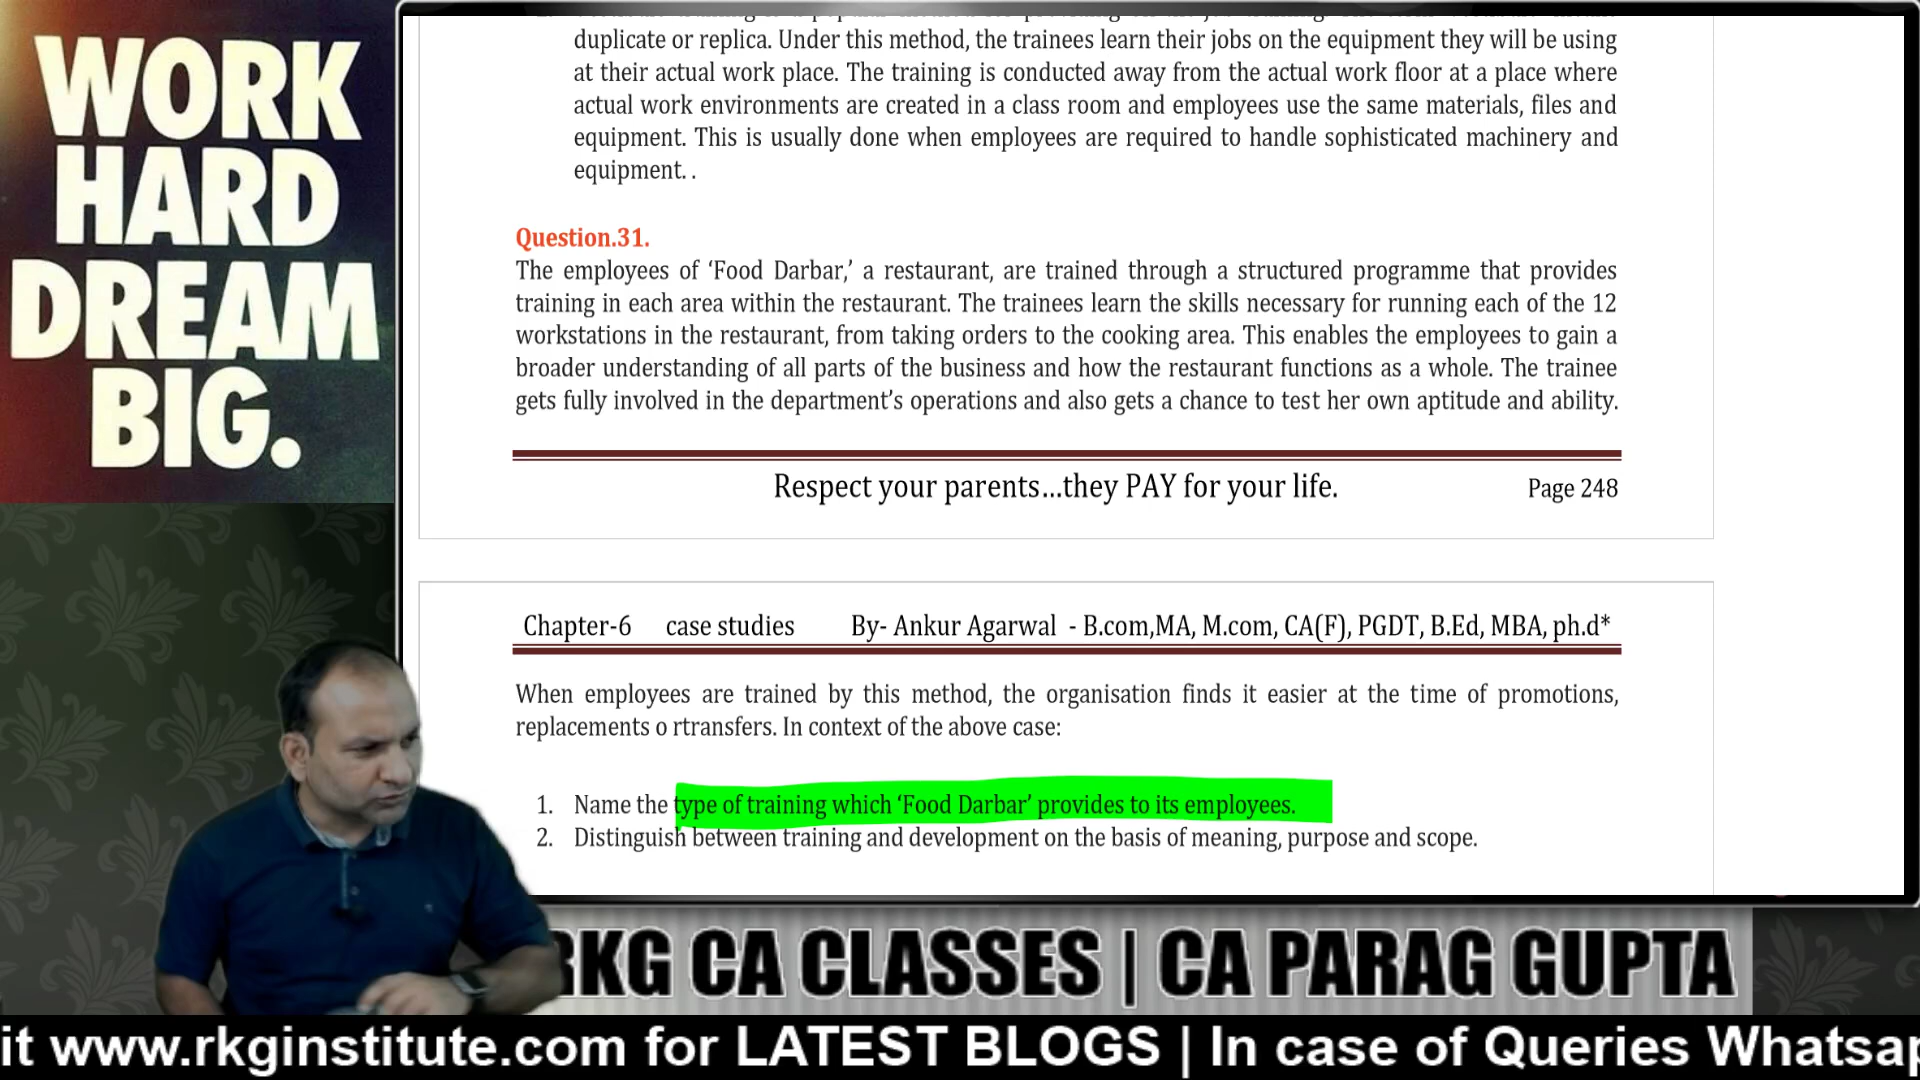 WORK
HARD
DREAM
BIG.
duplicate or replica. Under this method, the trainees learn their jobs on the equipment they will be using
at their actual work place. The training is conducted away from the actual work floor at a place where
actual work environments are created in a class room and employees use the same materials, files and
equipment. This is usually done when employees are required to handle sophisticated machinery and
equipment. .
Question.31.
The employees of ‘Food Darbar,’ a restaurant, are trained through a structured programme that provides
training in each area within the restaurant. The trainees learn the skills necessary for running each of the 12
workstations in the restaurant, from taking orders to the cooking area. This enables the employees to gain a
broader understanding of all parts of the business and how the restaurant functions as a whole. The trainee
gets fully involved in the department’s operations and also gets a chance to test her own aptitude and ability.
Respect your parents...they PAY for your life. Page 248
Chapter-6 case studies By- Ankur Agarwal - B.com,MA, M.com, CA(F), PGDT, B.Ed, MBA, ph.d*
When employees are trained by this method, the organisation finds it easier at the time of promotions,
replacements o rtransfers. In context of the above case:
1. Name the type of training which ‘Food Darbar’ provides to its employees.
2. Distinguish between training and development on the basis of meaning, purpose and scope.
RKG CA CLASSES | CA PARAG GUPTA
it www.rkginstitute.com for LATEST BLOGS | In case of Queries Whatsap